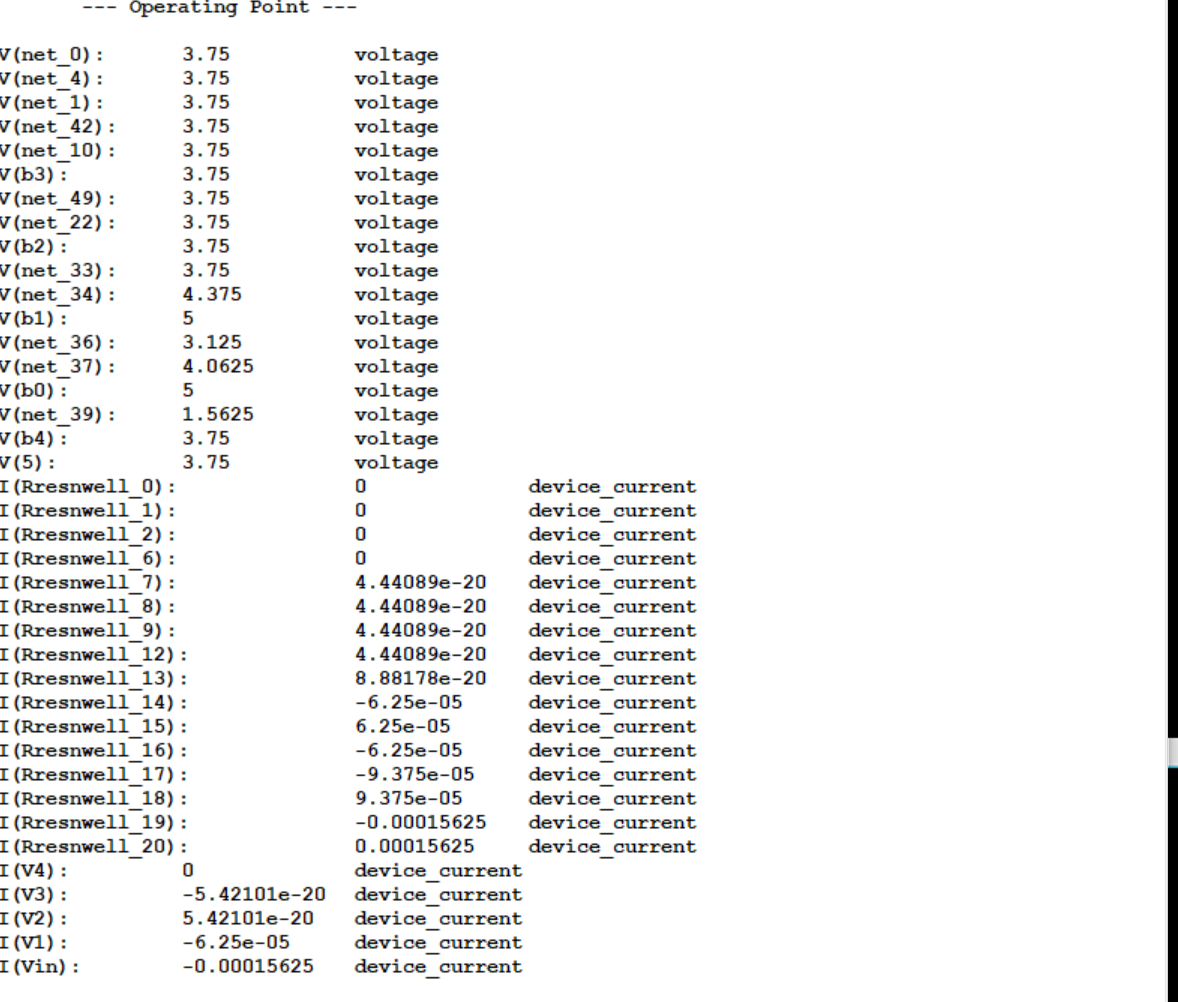 --- Operating Point ---
V(net_0): 3.75 voltage
V(net_4): 3.75 voltage
V(net_1): 3.75 voltage
V(net_42): 3.75 voltage
V(net_10): 3.75 voltage
V(b3): 3.75 voltage
V(net_49): 3.75 voltage
V(net_22): 3.75 voltage
V(b2): 3.75 voltage
V(net_33): 3.75 voltage
V(net_34): 4.375 voltage
V(b1): 5 voltage
V(net_36): 3.125 voltage
V(net_37): 4.0625 voltage
V(b0): 5 voltage
V(net_39): 1.5625 voltage
V(b4): 3.75 voltage
V(5): 3.75 voltage
I(Rresnwell_0): 0 device_current
I(Rresnwell_1): 0 device_current
I(Rresnwell_2): 0 device_current
I(Rresnwell_6): 0 device_current
I(Rresnwell_7): 4.44089e-20 device_current
I(Rresnwell_8): 4.44089e-20 device_current
I(Rresnwell_9): 4.44089e-20 device_current
I(Rresnwell_12): 4.44089e-20 device_current
I(Rresnwell_13): 8.88178e-20 device_current
I(Rresnwell_14): -6.25e-05 device_current
I(Rresnwell_15): 6.25e-05 device_current
I(Rresnwell_16): -6.25e-05 device_current
I(Rresnwell_17): -9.375e-05 device_current
I(Rresnwell_18): 9.375e-05 device_current
I(Rresnwell_19): -0.00015625 device_current
I(Rresnwell_20): 0.00015625 device_current
I(V4): 0 device_current
I(V3): -5.42101e-20 device_current
I(V2): 5.42101e-20 device_current
I(V1): -6.25e-05 device_current
I(Vin): -0.00015625 device_current